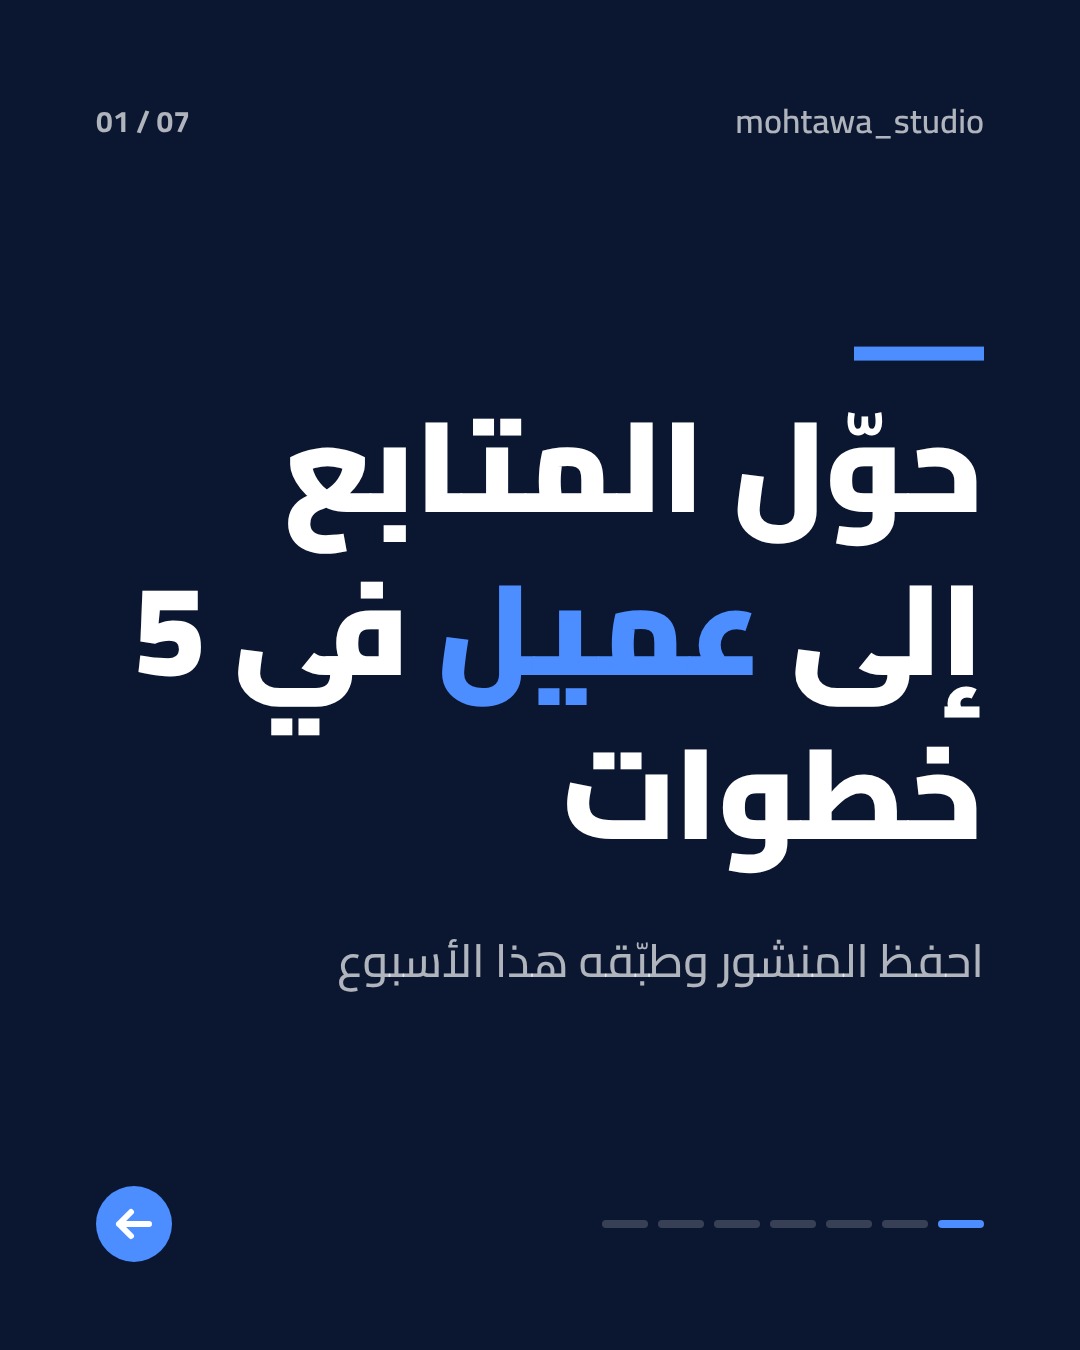 mohtawa_studio
01 / 07
حوّل المتابع
إلى عميل في 5
خطوات
احفظ المنشور وطبّقه هذا الأسبوع